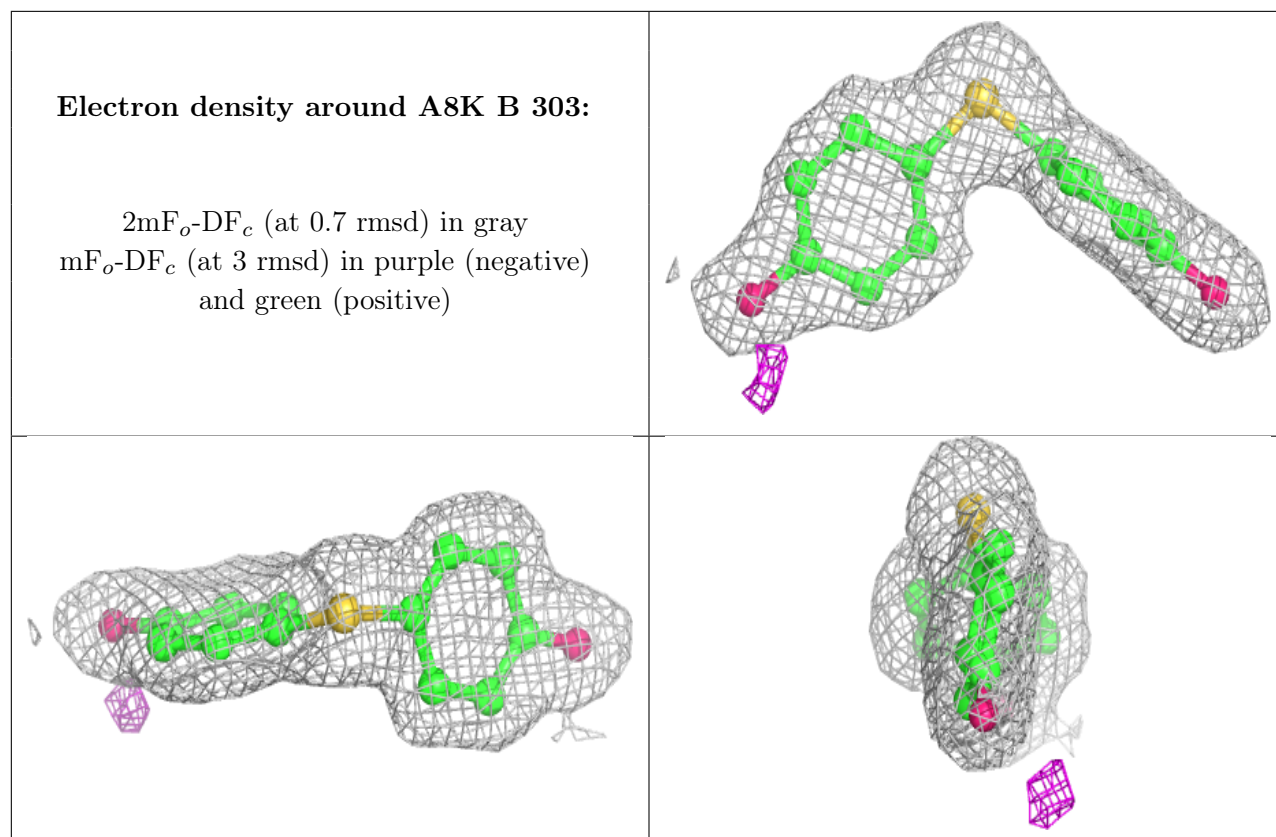 Electron density around A8K B 303:
2mFₒ-DF𝒸 (at 0.7 rmsd) in gray
mFₒ-DF𝒸 (at 3 rmsd) in purple (negative)
and green (positive)